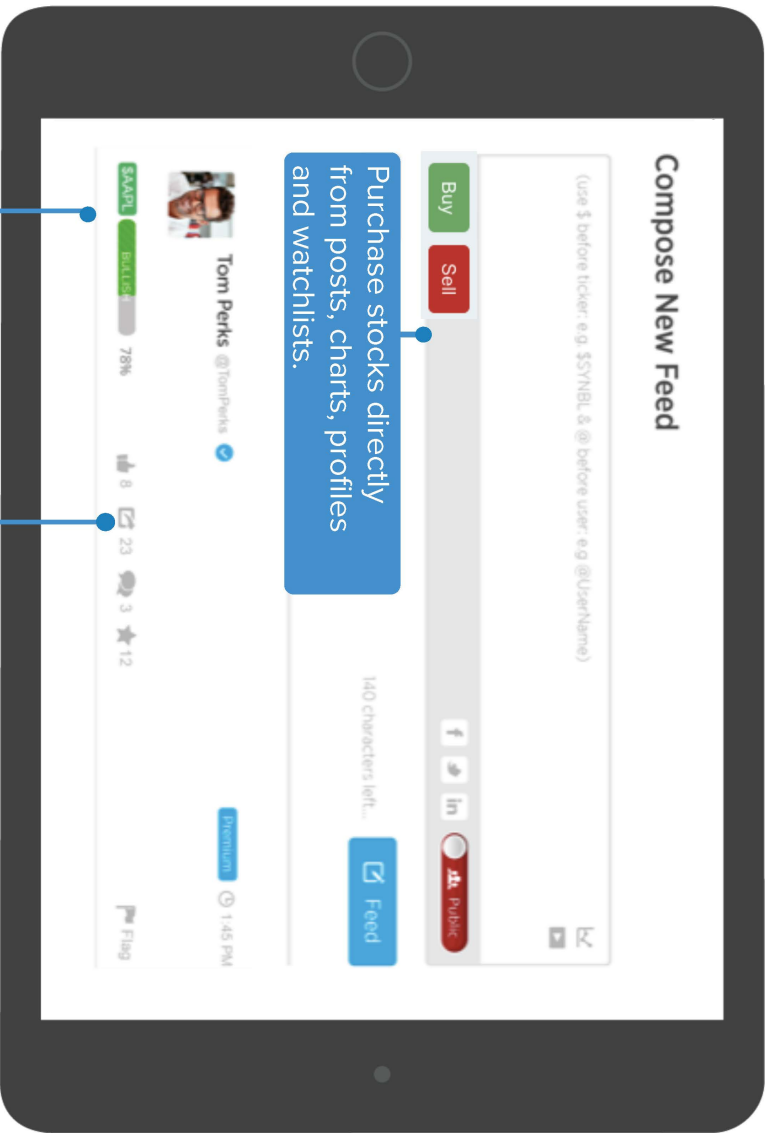 Compose New Feed
(use $ before ticker: e.g. $SYNBL & @ before user: e.g @UserName)
Buy
Sell
in
Public
Purchase stocks directly
from posts, charts, profiles
and watchlists.
140 characters left...
Feed
Tom Perks @TomPerks
Premium
1:45 PM
$AAPL
BULLISH
78%
8
23
3
12
Flag